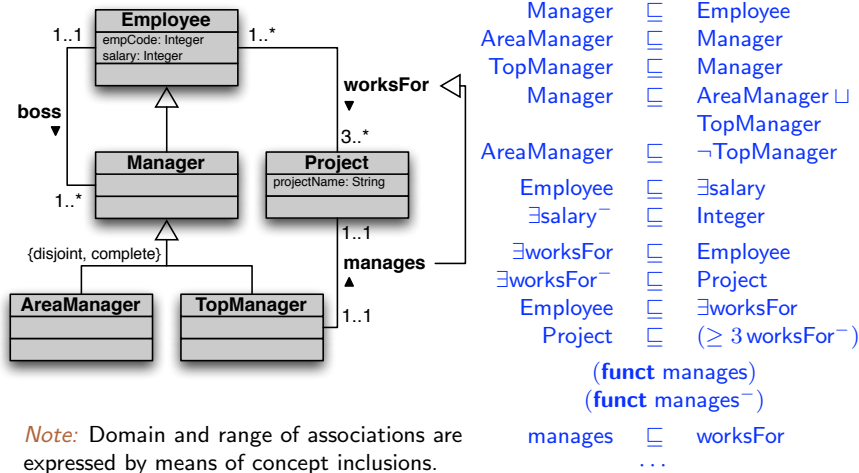 Employee
empCode: Integer
salary: Integer
1..1
1..*
boss
▼
worksFor
▼
3..*
Manager
1..*
Project
projectName: String
{disjoint, complete}
1..1
manages
▲
AreaManager
TopManager
1..1
Note: Domain and range of associations are
expressed by means of concept inclusions.
Manager ⊑ Employee
AreaManager ⊑ Manager
TopManager ⊑ Manager
Manager ⊑ AreaManager ⊔
TopManager
AreaManager ⊑ ¬TopManager
Employee ⊑ ∃salary
∃salary⁻ ⊑ Integer
∃worksFor ⊑ Employee
∃worksFor⁻ ⊑ Project
Employee ⊑ ∃worksFor
Project ⊑ (≥ 3 worksFor⁻)
(funct manages)
(funct manages⁻)
manages ⊑ worksFor
···